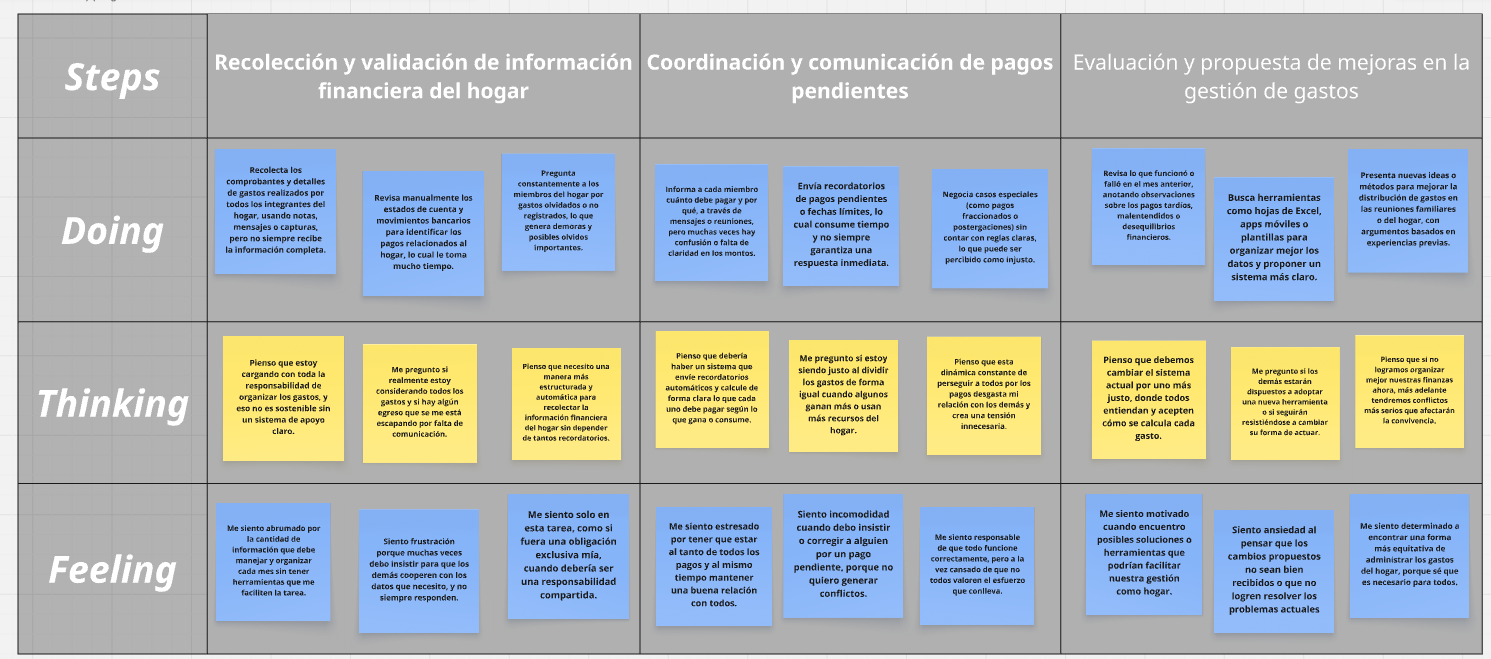 Steps
Recolección y validación de información
financiera del hogar
Coordinación y comunicación de pagos
pendientes
Evaluación y propuesta de mejoras en la
gestión de gastos
Doing
Recolecta los
comprobantes y detalles
de gastos realizados por
todos los integrantes del
hogar, usando notas,
mensajes o capturas,
pero no siempre recibe
la información completa.
Revisa manualmente los
estados de cuenta y
movimientos bancarios
para identificar los
pagos relacionados al
hogar, lo cual le toma
mucho tiempo.
Pregunta
constantemente a los
miembros del hogar por
gastos olvidados o no
registrados, lo que
genera demoras y
posibles olvidos
importantes.
Informa a cada miembro
cuánto debe pagar y por
qué, a través de
mensajes o reuniones,
pero muchas veces hay
confusión o falta de
claridad en los montos.
Envía recordatorios
de pagos pendientes
o fechas límites, lo
cual consume tiempo
y no siempre
garantiza una
respuesta inmediata.
Negocia casos especiales
(como pagos
fraccionados o
postergaciones) sin
contar con reglas claras,
lo que puede ser
percibido como injusto.
Revisa lo que funcionó o
falló en el mes anterior,
anotando observaciones
sobre los pagos tardíos,
malentendidos o
desequilibrios
financieros.
Busca herramientas
como hojas de Excel,
apps móviles o
plantillas para
organizar mejor los
datos y proponer un
sistema más claro.
Presenta nuevas ideas o
métodos para mejorar la
distribución de gastos en
las reuniones familiares
o del hogar, con
argumentos basados en
experiencias previas.
Thinking
Pienso que estoy
cargando con toda la
responsabilidad de
organizar los gastos, y
eso no es sostenible sin
un sistema de apoyo
claro.
Me pregunto si
realmente estoy
considerando todos los
gastos y si hay algún
egreso que se me está
escapando por falta de
comunicación.
Pienso que necesito una
manera más
estructurada y
automática para
recolectar la
información financiera
del hogar sin depender
de tantos recordatorios.
Pienso que debería
haber un sistema que
envíe recordatorios
automáticos y calcule de
forma clara lo que cada
uno debe pagar según lo
que gana o consume.
Me pregunto si estoy
siendo justo al dividir
los gastos de forma
igual cuando algunos
ganan más o usan
más recursos del
hogar.
Pienso que esta
dinámica constante de
perseguir a todos por los
pagos desgasta mi
relación con los demás y
crea una tensión
innecesaria.
Pienso que debemos
cambiar el sistema
actual por uno más
justo, donde todos
entiendan y acepten
cómo se calcula cada
gasto.
Me pregunto si los
demás estarán
dispuestos a adoptar
una nueva herramienta
o si seguirán
resistiéndose a cambiar
su forma de actuar.
Pienso que si no
logramos organizar
mejor nuestras finanzas
ahora, más adelante
tendremos conflictos
más serios que afectarán
la convivencia.
Feeling
Me siento abrumado por
la cantidad de
información que debe
manejar y organizar
cada mes sin tener
herramientas que me
faciliten la tarea.
Siento frustración
porque muchas veces
debo insistir para que los
demás cooperen con los
datos que necesito, y no
siempre responden.
Me siento solo en
esta tarea, como si
fuera una obligación
exclusiva mía,
cuando debería ser
una responsabilidad
compartida.
Me siento estresado
por tener que estar
al tanto de todos los
pagos y al mismo
tiempo mantener
una buena relación
con todos.
Siento incomodidad
cuando debo insistir
o corregir a alguien
por un pago
pendiente, porque no
quiero generar
conflictos.
Me siento responsable
de que todo funcione
correctamente, pero a la
vez cansado de que no
todos valoren el esfuerzo
que conlleva.
Me siento motivado
cuando encuentro
posibles soluciones o
herramientas que
podrían facilitar
nuestra gestión
como hogar.
Siento ansiedad al
pensar que los
cambios propuestos
no sean bien
recibidos o que no
logren resolver los
problemas actuales
Me siento determinado a
encontrar una forma
más equitativa de
administrar los gastos
del hogar, porque sé que
es necesario para todos.